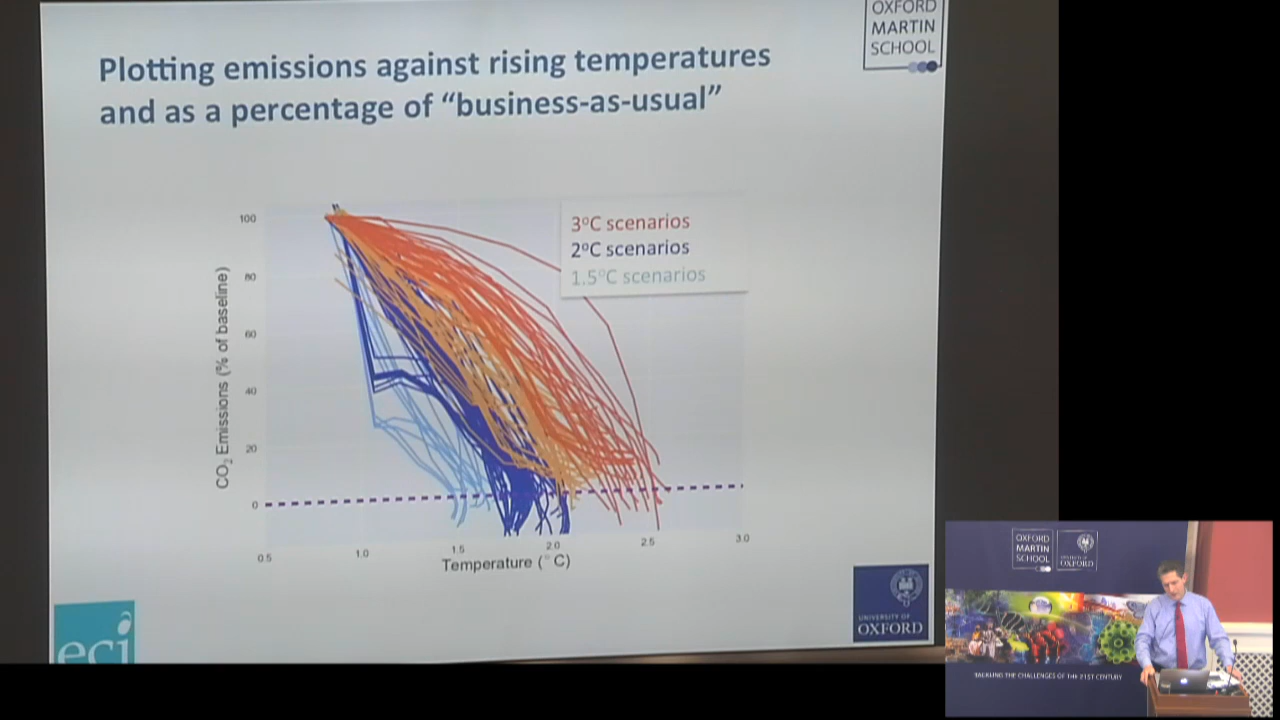 Plotting emissions against rising temperatures
and as a percentage of “business-as-usual”
OXFORD
MARTIN
SCHOOL
3°C scenarios
2°C scenarios
1.5°C scenarios
CO₂ Emissions (% of baseline)
100
80
60
40
20
0
0.5
1.0
1.5
2.0
2.5
3.0
Temperature (°C)
eci
UNIVERSITY OF
OXFORD
OXFORD
MARTIN
SCHOOL
UNIVERSITY OF
OXFORD
TACKLING THE CHALLENGES OF THE 21ST CENTURY